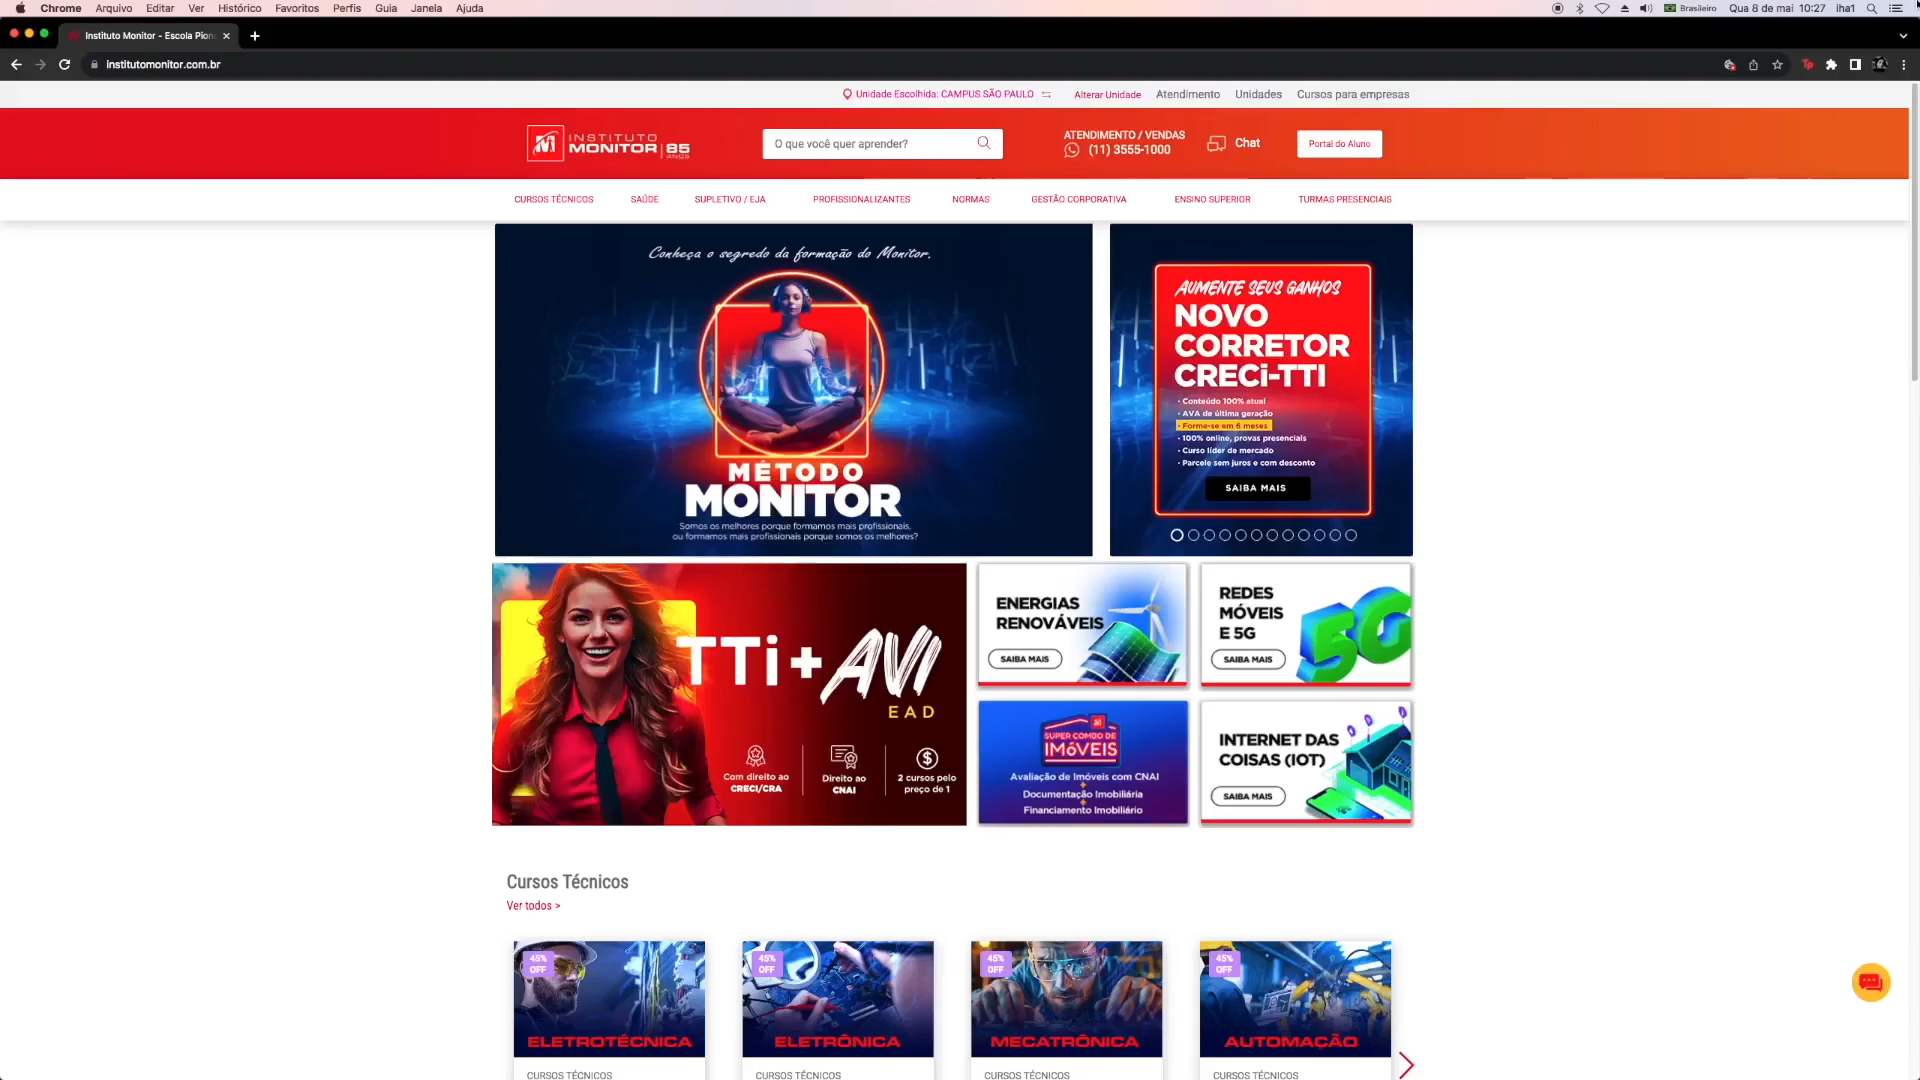 Chrome Arquivo Editar Ver Histórico Favoritos Perfis Guia Janela Ajuda
Brasileiro Qua 8 de mai 10:27 iha1
Instituto Monitor - Escola Pion
institutomonitor.com.br
Unidade Escolhida: CAMPUS SÃO PAULO Alterar Unidade Atendimento Unidades Cursos para empresas
INSTITUTO
MONITOR 85
ANOS
O que você quer aprender?
ATENDIMENTO / VENDAS
(11) 3555-1000
Chat
Portal do Aluno
CURSOS TÉCNICOS SAÚDE SUPLETIVO / EJA PROFISSIONALIZANTES NORMAS GESTÃO CORPORATIVA ENSINO SUPERIOR TURMAS PRESENCIAIS
Conheça o segredo da formação do Monitor.
MÉTODO
MONITOR
Somos os melhores porque formamos mais profissionais,
ou formamos mais profissionais porque somos os melhores?
AUMENTE SEUS GANHOS
NOVO
CORRETOR
CRECi-TTI
• Conteúdo 100% atual
• AVA de última geração
• Forme-se em 6 meses
• 100% online, provas presenciais
• Curso líder de mercado
• Parcele sem juros e com desconto
SAIBA MAIS
TTi+AVI
EAD
Com direito ao
CRECI/CRA
Direito ao
CNAI
2 cursos pelo
preço de 1
ENERGIAS
RENOVÁVEIS
SAIBA MAIS
REDES
MÓVEIS
E 5G
SAIBA MAIS
5G
SUPER COMBO DE
IMÓVEIS
Avaliação de Imóveis com CNAI
+
Documentação Imobiliária
+
Financiamento Imobiliário
INTERNET DAS
COISAS (IOT)
SAIBA MAIS
Cursos Técnicos
Ver todos >
45%
OFF
ELETROTÉCNICA
CURSOS TÉCNICOS
45%
OFF
ELETRÔNICA
CURSOS TÉCNICOS
45%
OFF
MECATRÔNICA
CURSOS TÉCNICOS
45%
OFF
AUTOMAÇÃO
CURSOS TÉCNICOS